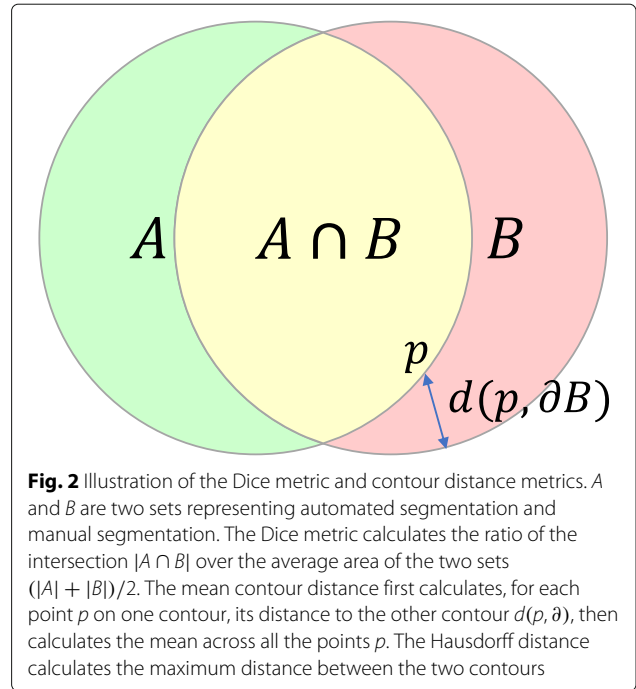 A
A ∩ B
B
p
d(p, ∂B)
Fig. 2 Illustration of the Dice metric and contour distance metrics. A
and B are two sets representing automated segmentation and
manual segmentation. The Dice metric calculates the ratio of the
intersection |A ∩ B| over the average area of the two sets
(|A| + |B|)/2. The mean contour distance first calculates, for each
point p on one contour, its distance to the other contour d(p, ∂), then
calculates the mean across all the points p. The Hausdorff distance
calculates the maximum distance between the two contours